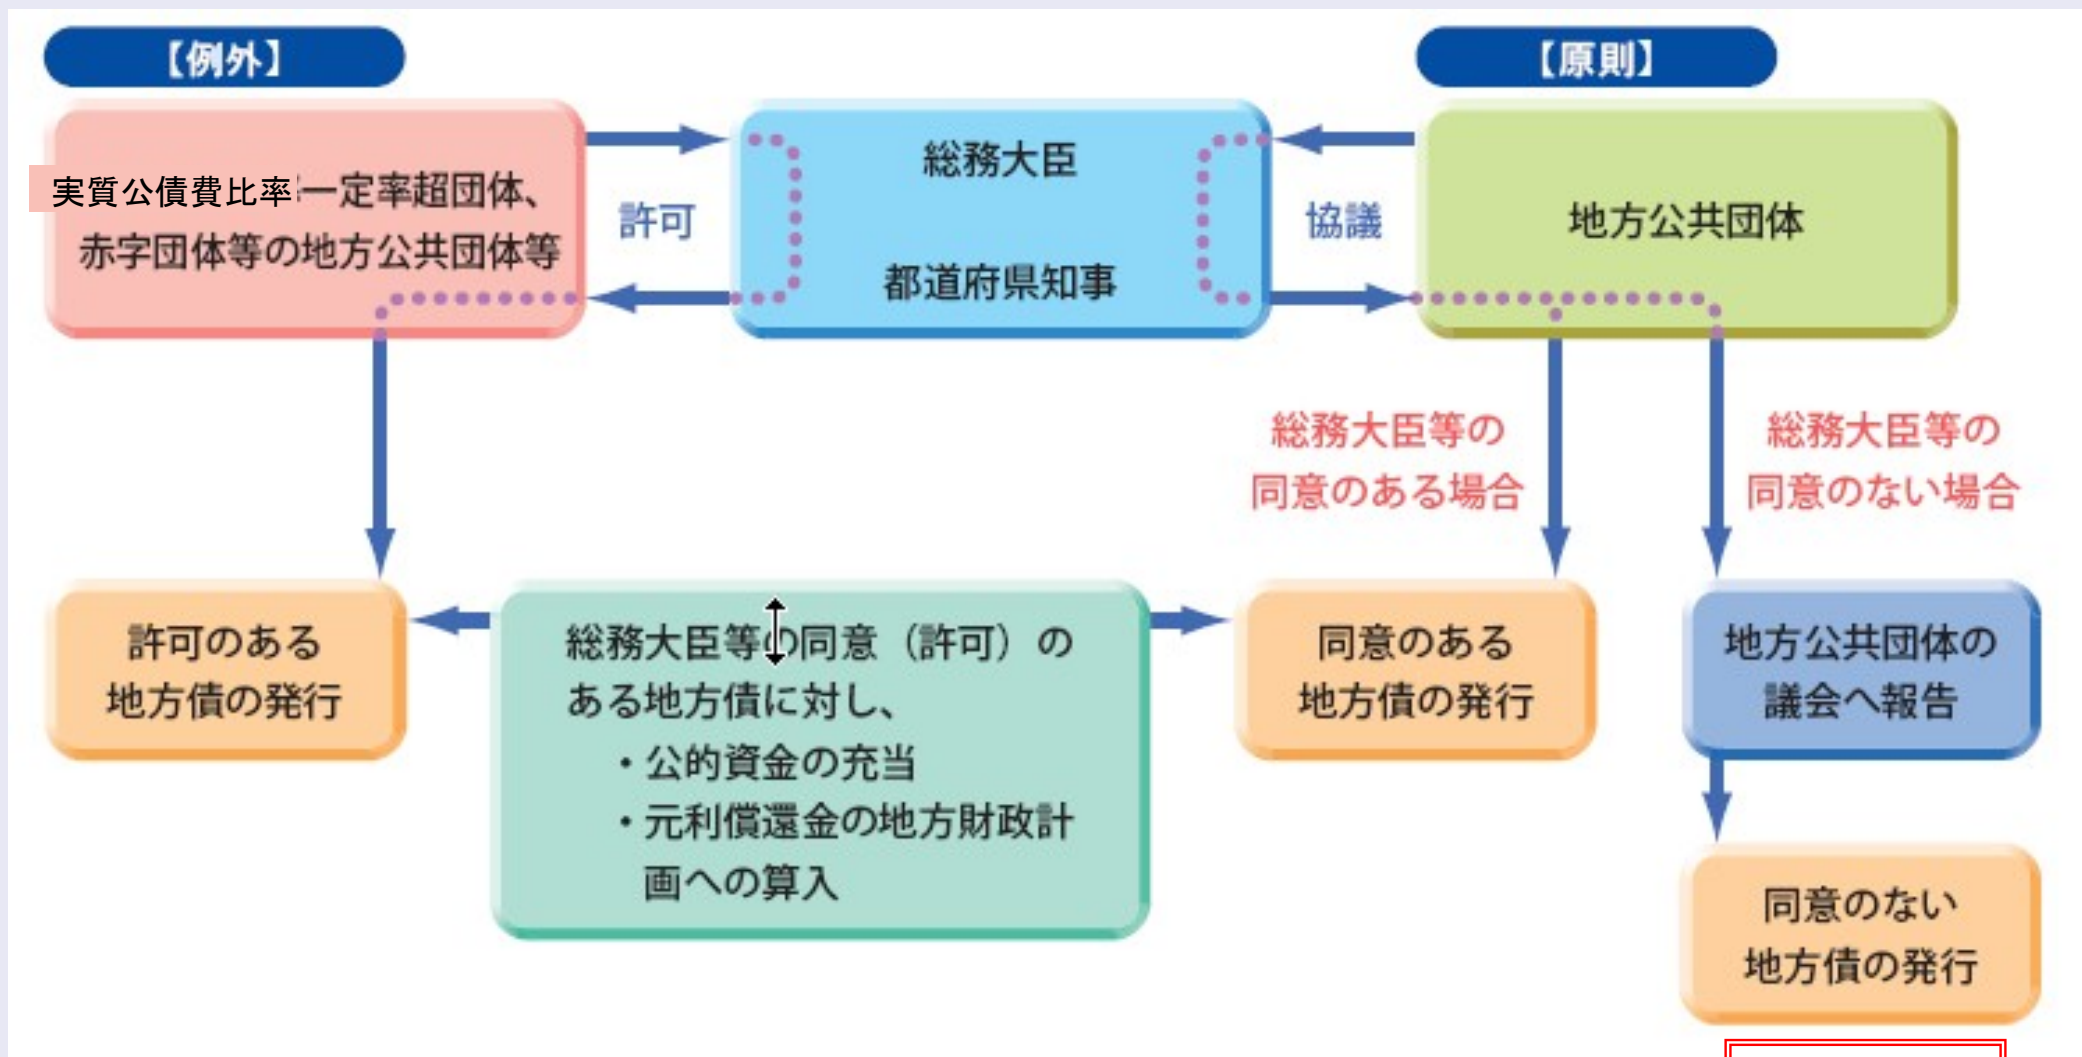 【例外】
【原則】
実質公債費比率一定率超団体、
赤字団体等の地方公共団体等
許可
総務大臣
都道府県知事
協議
地方公共団体
総務大臣等の
同意のある場合
総務大臣等の
同意のない場合
許可のある
地方債の発行
総務大臣等の同意（許可）の
ある地方債に対し、
・公的資金の充当
・元利償還金の地方財政計
画への算入
同意のある
地方債の発行
地方公共団体の
議会へ報告
同意のない
地方債の発行